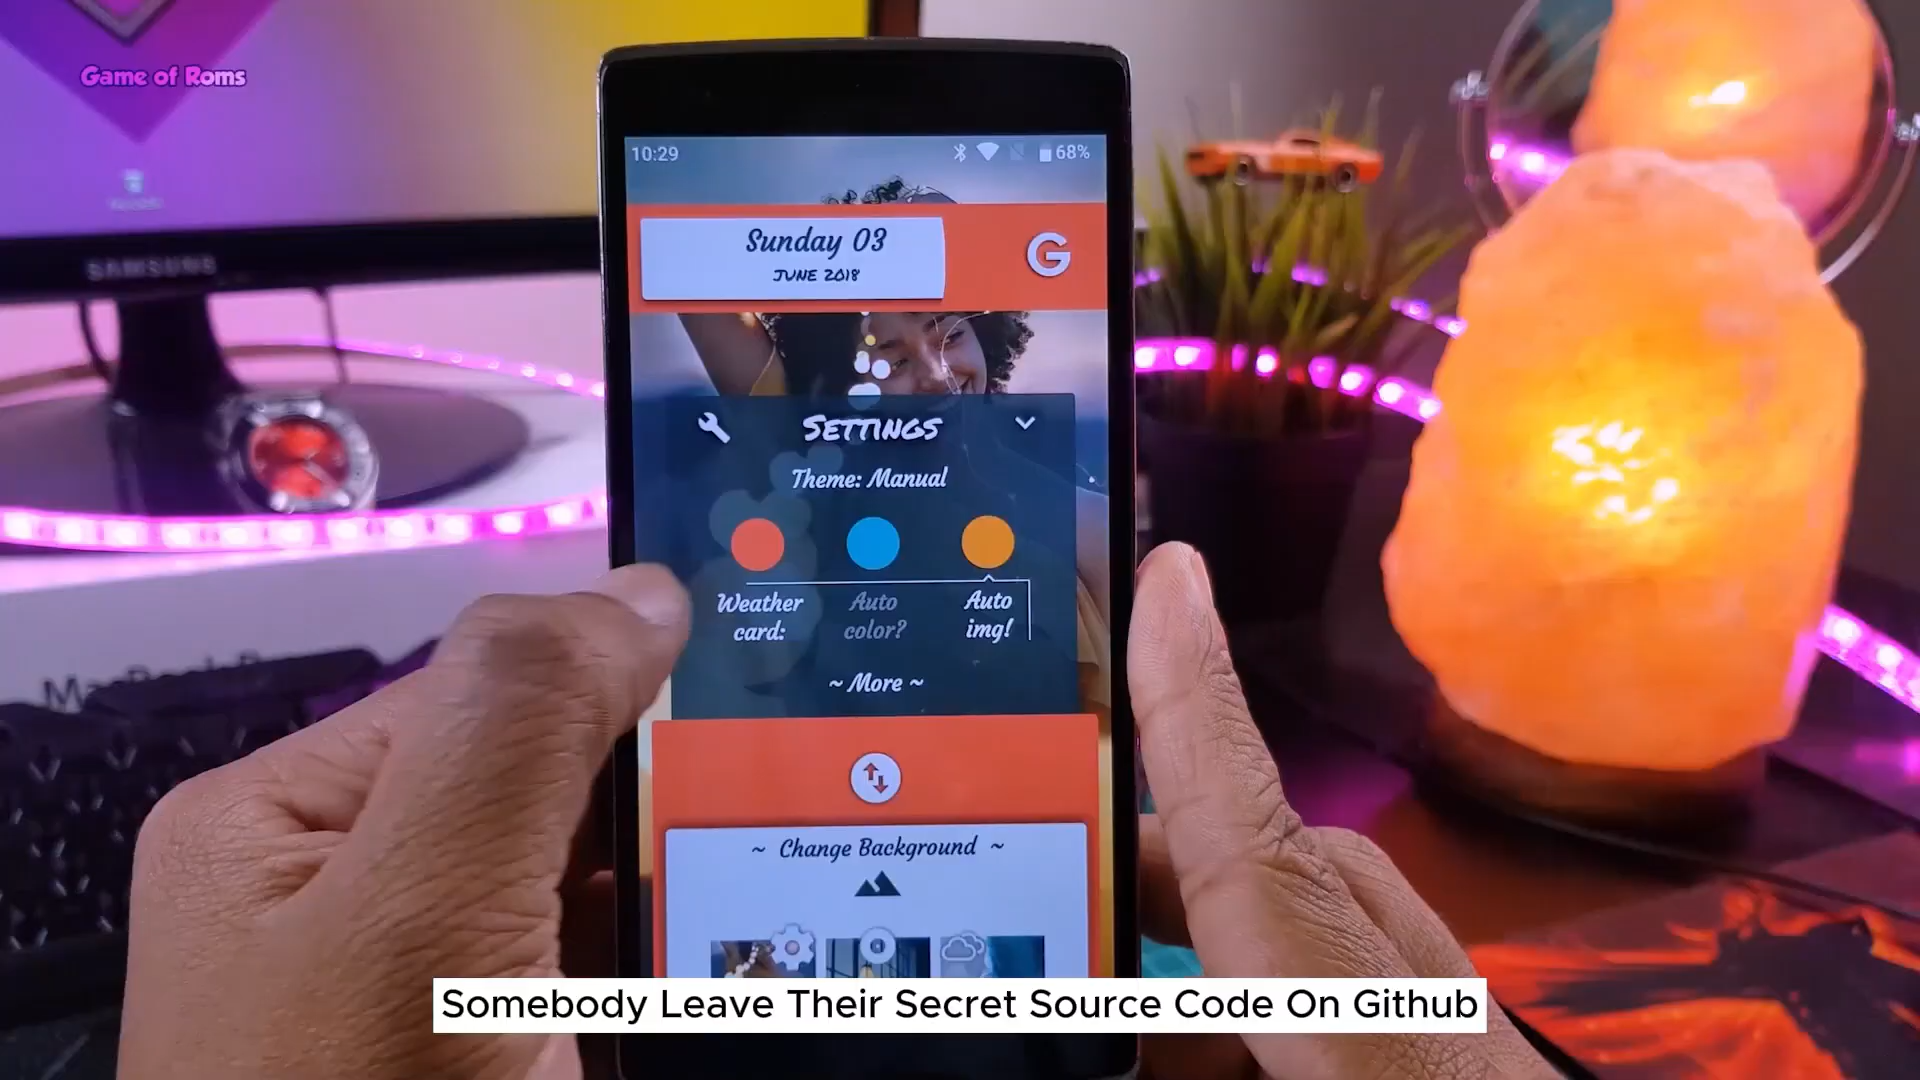 Game of Roms
SAMSUNG
10:29
68%
Sunday 03
JUNE 2018
G
SETTINGS
Theme: Manual
Weather
card:
Auto
color?
Auto
img!
~ More ~
~ Change Background ~
Somebody Leave Their Secret Source Code On Github